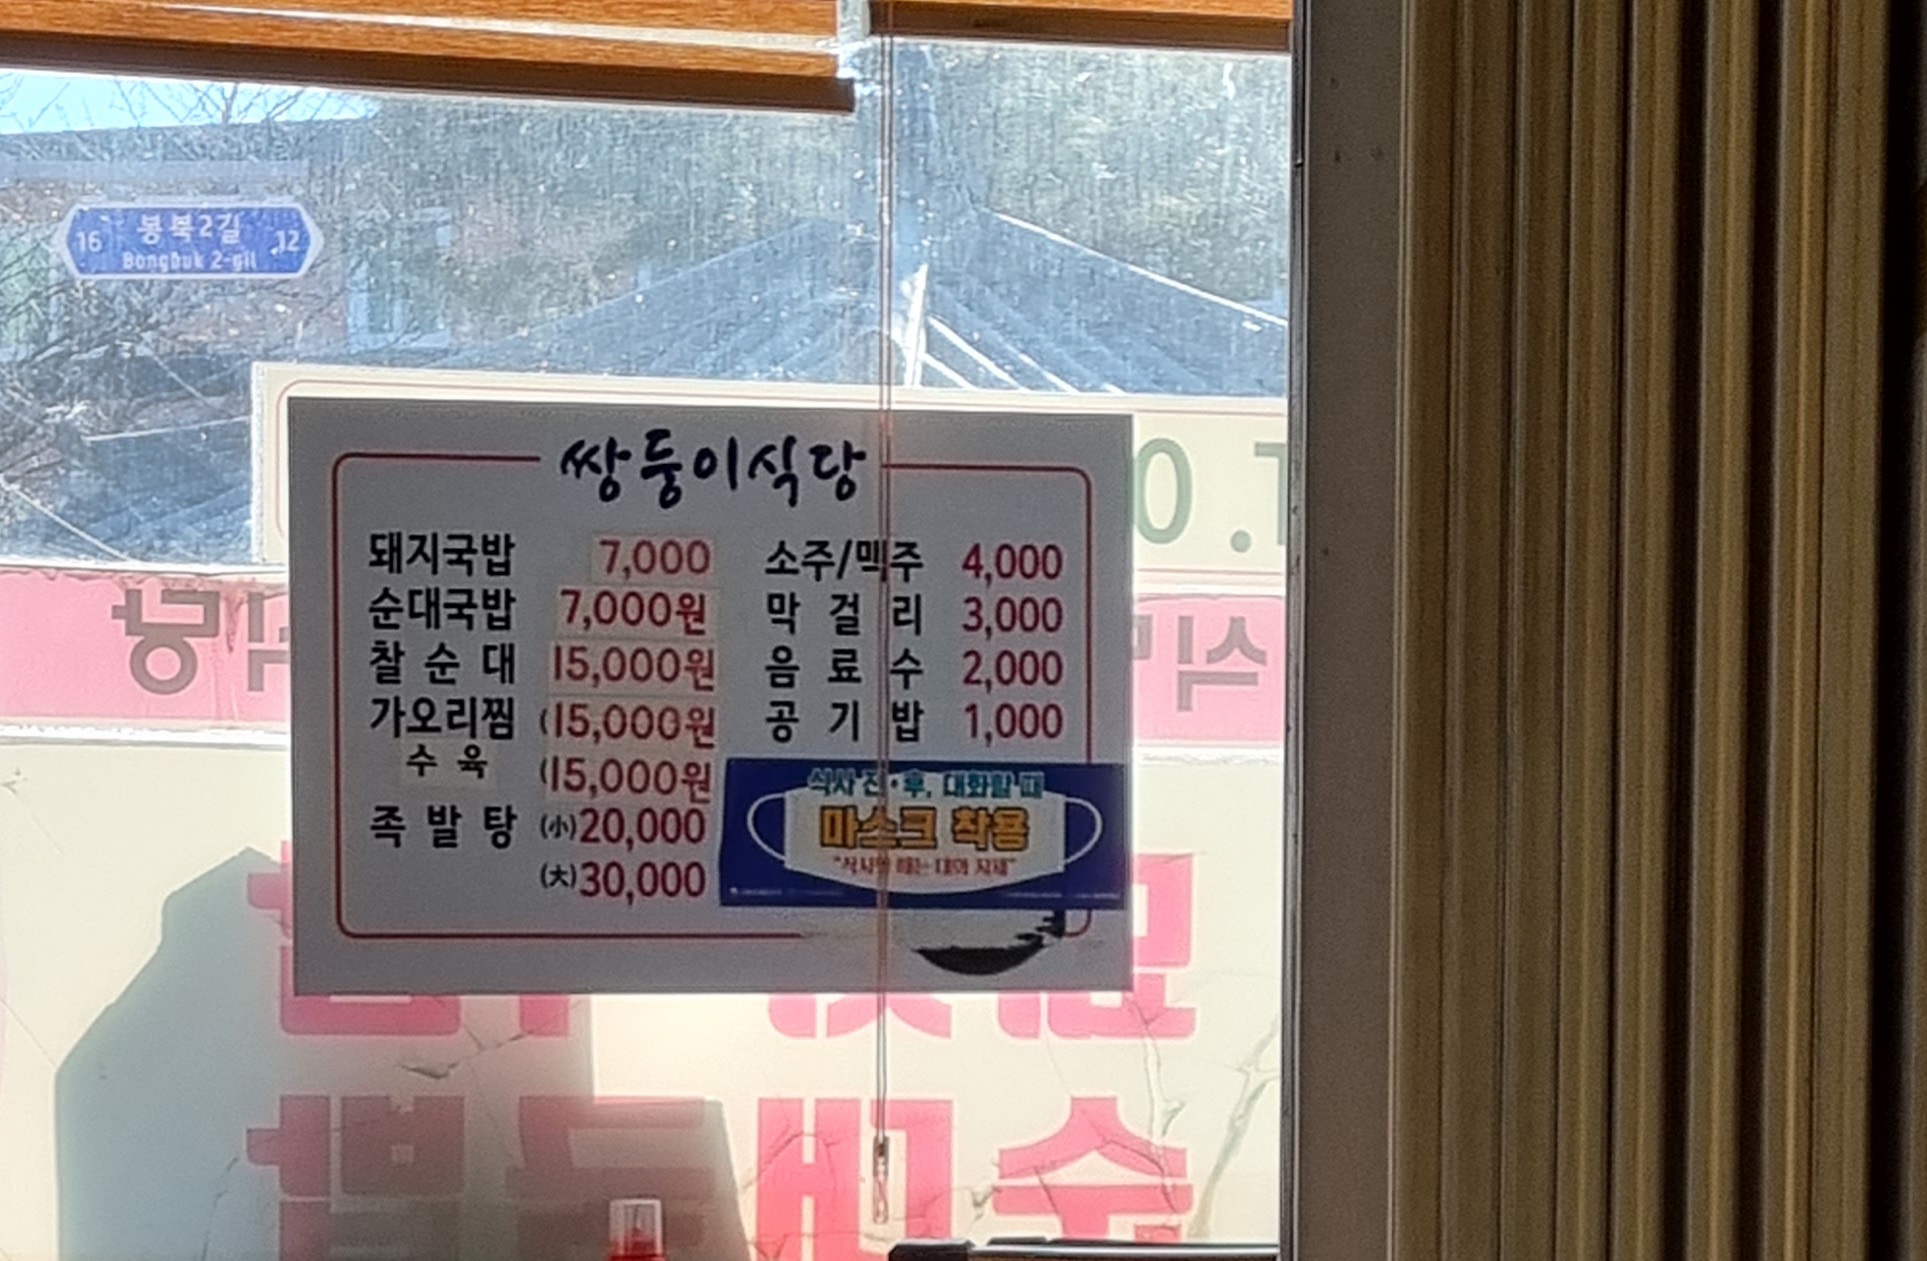 봉북2길
16 12
Bongbuk 2-gil
쌍둥이식당
돼지국밥 7,000
순대국밥 7,000원
찰순대 15,000원
가오리찜 (15,000원
수육 (15,000원
족발탕 (小)20,000
(大)30,000
소주/맥주 4,000
막걸리 3,000
음료수 2,000
공기밥 1,000
식사 전·후, 대화할 때
마스크 착용
식당